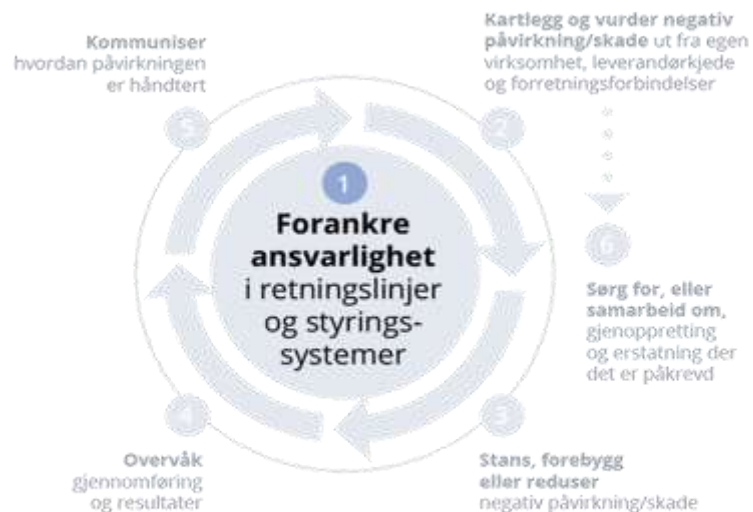 1
Forankre
ansvarlighet
i retningslinjer
og styrings-
systemer
2
Kartlegg og vurder negativ
påvirkning/skade ut fra egen
virksomhet, leverandørkjede
og forretningsforbindelser
3
Stans, forebygg
eller reduser
negativ påvirkning/skade
4
Overvåk
gjennomføring
og resultater
5
Kommuniser
hvordan påvirkningen
er håndtert
6
Sørg for, eller
samarbeid om,
gjenoppretting
og erstatning der
det er påkrevd